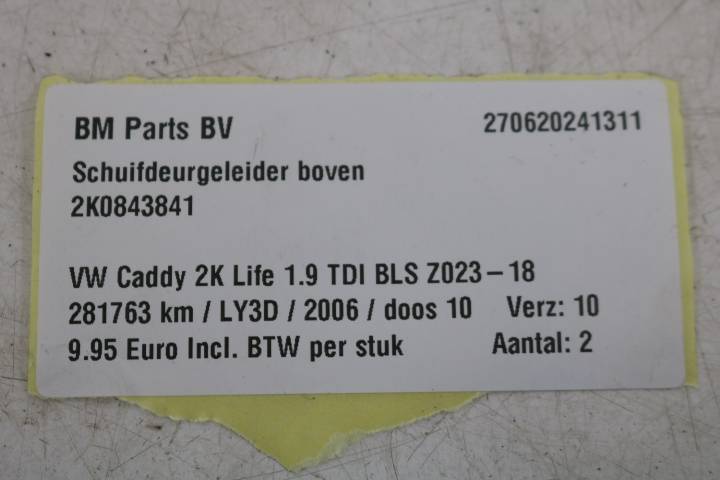 BM Parts BV 270620241311
Schuifdeurgeleider boven
2K0843841
VW Caddy 2K Life 1.9 TDI BLS Z023-18
281763 km / LY3D / 2006 / doos 10 Verz: 10
9.95 Euro Incl. BTW per stuk Aantal: 2